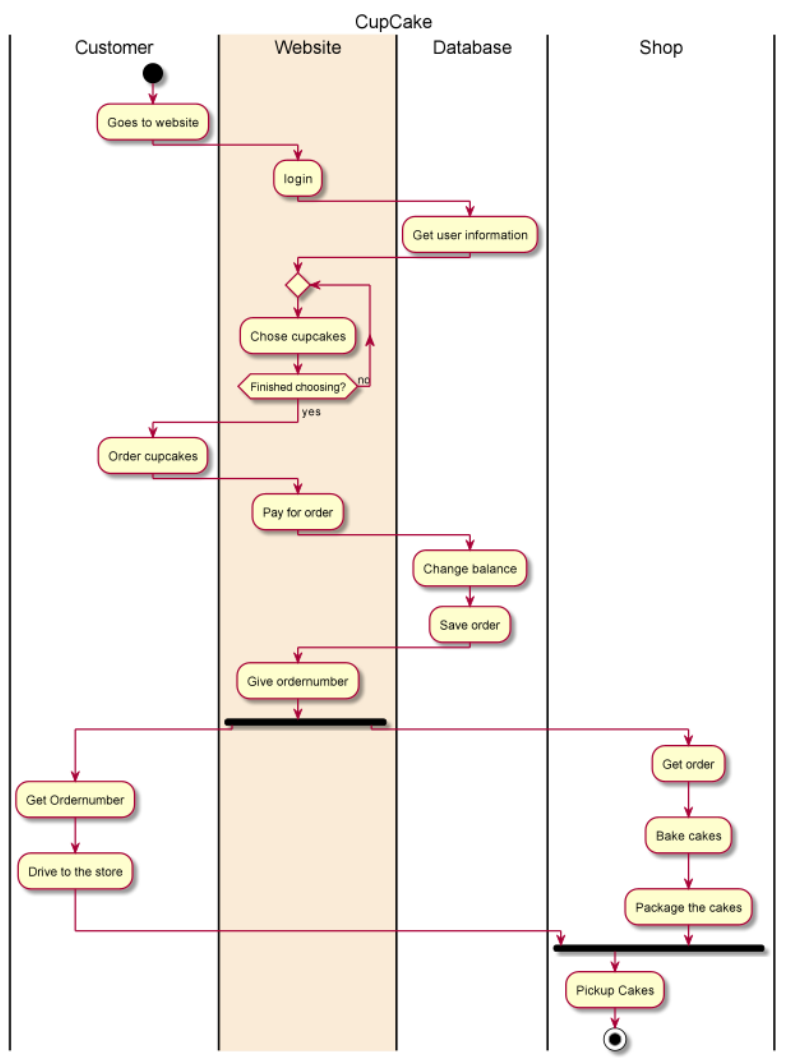 CupCake
Customer
Website
Database
Shop
Goes to website
login
Get user information
Chose cupcakes
Finished choosing?
no
yes
Order cupcakes
Pay for order
Change balance
Save order
Give ordernumber
Get order
Get Ordernumber
Bake cakes
Drive to the store
Package the cakes
Pickup Cakes